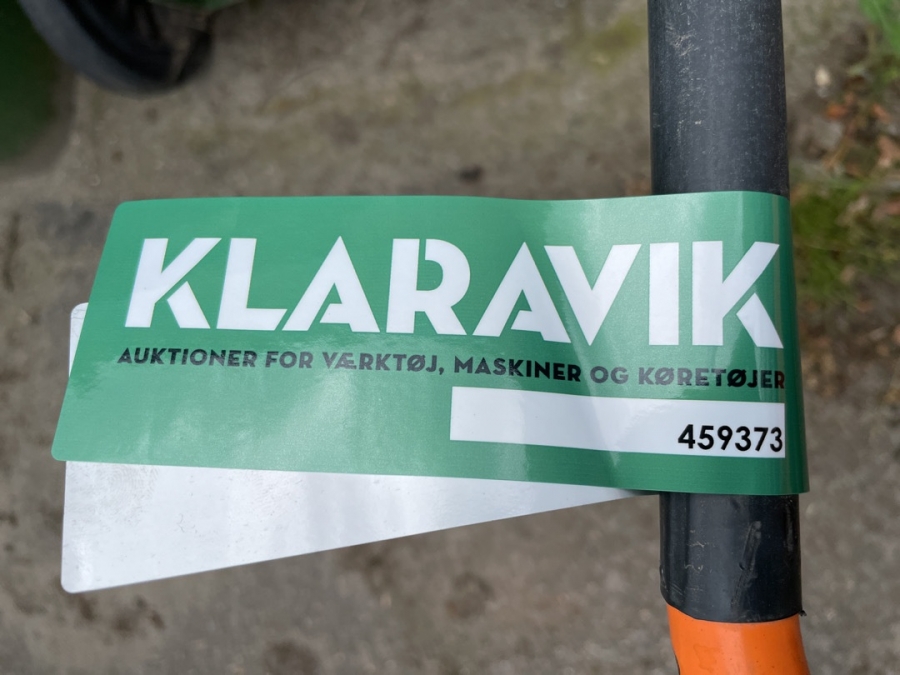 KLARAVIK
AUKTIONER FOR VÆRKTØJ, MASKINER OG KØRETØJER
459373